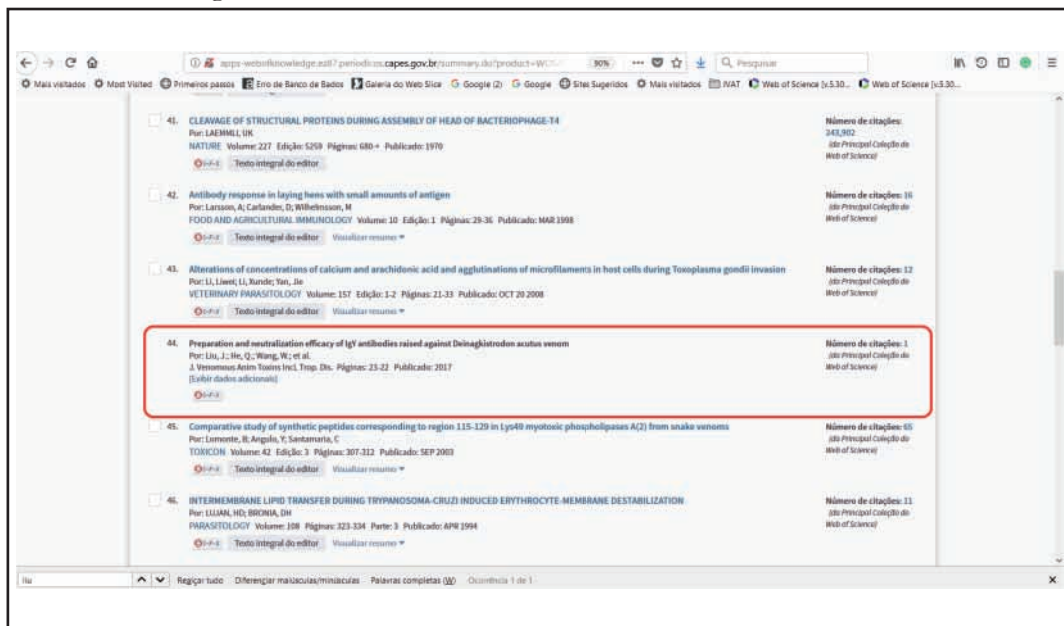 apps-webofknowledge.ez87.periodicos.capes.gov.br/summary.do?product=WOS
90%
Pesquisar
Mais visitados Most Visited Primeiros passos Erro de Banco de Bados Galeria do Web Slice Google (2) Google Sites Sugeridos Mais visitados JVAT Web of Science [v.5.30... Web of Science [v.5.30...
41. CLEAVAGE OF STRUCTURAL PROTEINS DURING ASSEMBLY OF HEAD OF BACTERIOPHAGE-T4
Número de citações:
243,902
Por: LAEMMLI, UK
(da Principal Coleção do
NATURE Volume: 227 Edição: 5259 Páginas: 680-+ Publicado: 1970
Web of Science)
Texto integral do editor
42. Antibody response in laying hens with small amounts of antigen
Número de citações: 16
Por: Larsson, A; Carlander, D; Wilhelmsson, M
(da Principal Coleção do
FOOD AND AGRICULTURAL IMMUNOLOGY Volume: 10 Edição: 1 Páginas: 29-36 Publicado: MAR 1998
Web of Science)
Texto integral do editor Visualizar resumo
43. Alterations of concentrations of calcium and arachidonic acid and agglutinations of microfilaments in host cells during Toxoplasma gondii invasion
Número de citações: 12
Por: Li, Liwei; Li, Xunde; Yan, Jie
(da Principal Coleção do
VETERINARY PARASITOLOGY Volume: 157 Edição: 1-2 Páginas: 21-33 Publicado: OCT 20 2008
Web of Science)
Texto integral do editor Visualizar resumo
44. Preparation and neutralization efficacy of IgY antibodies raised against Deinagkistrodon acutus venom
Número de citações: 1
Por: Liu, J.; He, Q.; Wang, W.; et al.
(da Principal Coleção do
J. Venomous Anim Toxins Incl. Trop. Dis. Páginas: 23-22 Publicado: 2017
Web of Science)
[Exibir dados adicionais]
45. Comparative study of synthetic peptides corresponding to region 115-129 in Lys49 myotoxic phospholipases A(2) from snake venoms
Número de citações: 65
Por: Lomonte, B; Angulo, Y; Santamaria, C
(da Principal Coleção do
TOXICON Volume: 42 Edição: 3 Páginas: 307-312 Publicado: SEP 2003
Web of Science)
Texto integral do editor Visualizar resumo
46. INTERMEMBRANE LIPID TRANSFER DURING TRYPANOSOMA-CRUZI INDUCED ERYTHROCYTE-MEMBRANE DESTABILIZATION
Número de citações: 11
Por: LUJAN, HD; BRONIA, DH
(da Principal Coleção do
PARASITOLOGY Volume: 108 Páginas: 323-334 Parte: 3 Publicado: APR 1994
Web of Science)
Texto integral do editor Visualizar resumo
liu Realçar tudo Diferenciar maiúsculas/minúsculas Palavras completas (W) Ocorrência 1 de 1